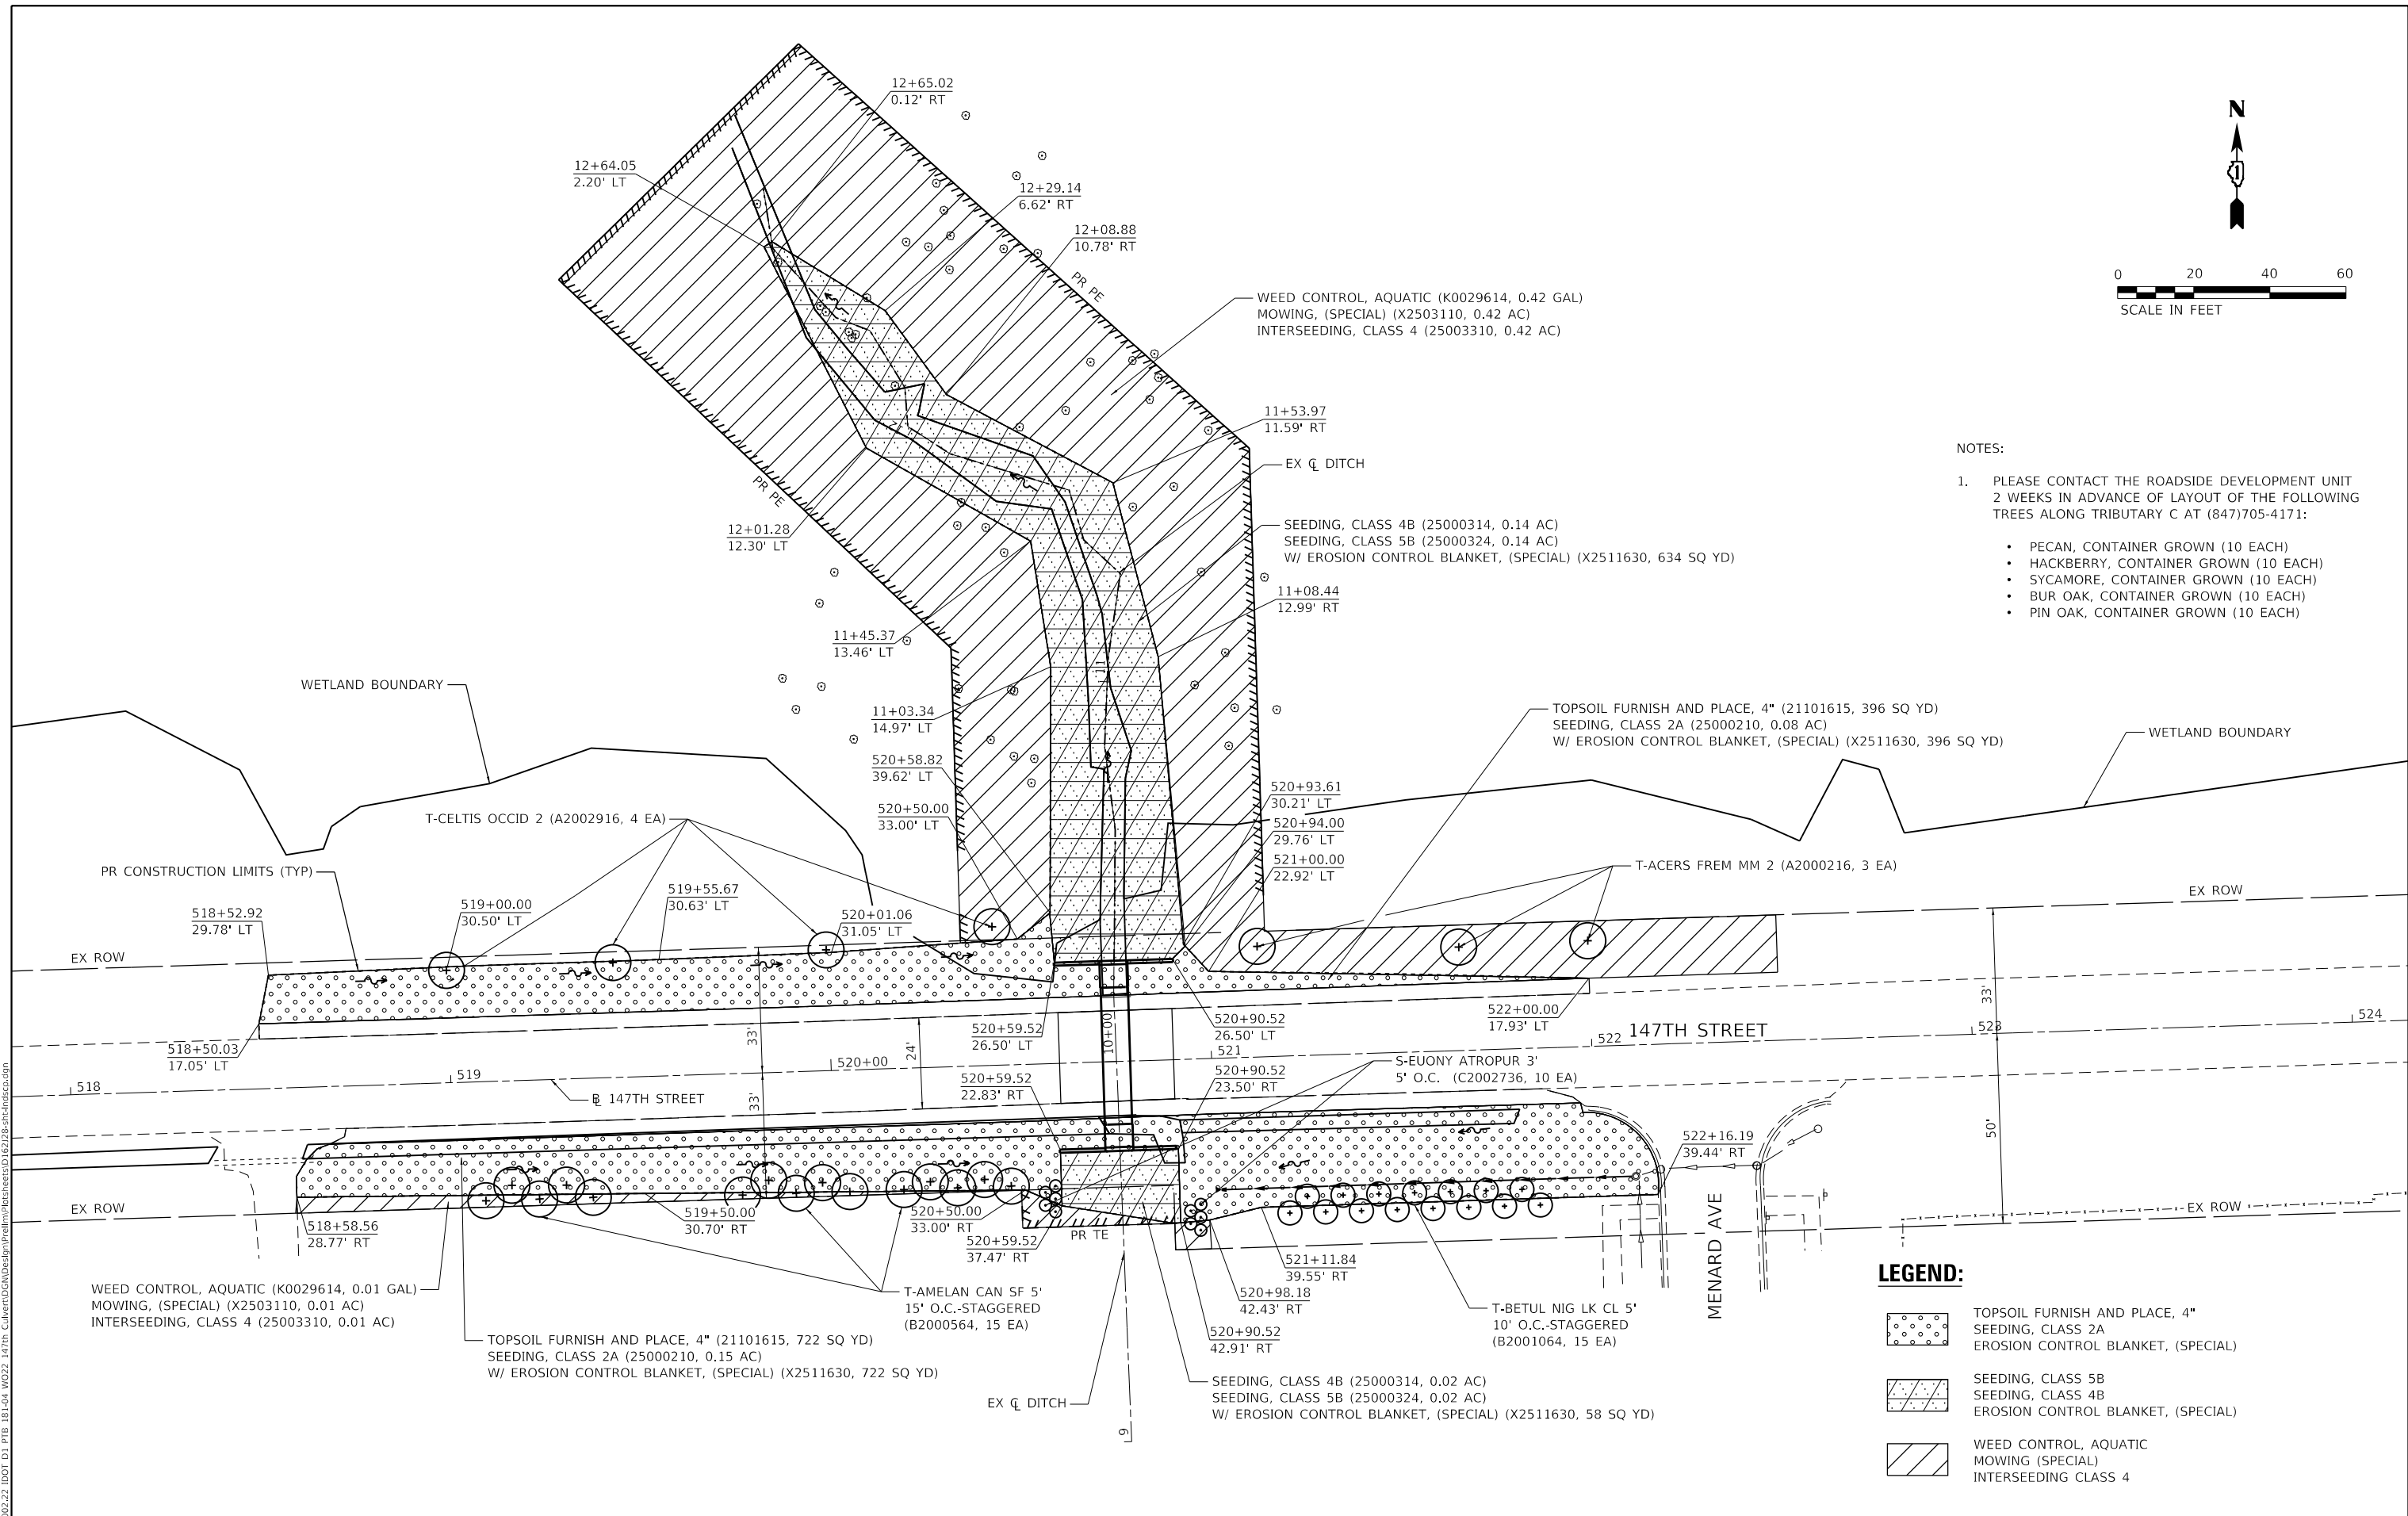 12+65.02
0.12' RT
12+64.05
2.20' LT
12+29.14
6.62' RT
12+08.88
10.78' RT
PR PE
N
1
0 20 40 60
SCALE IN FEET
WEED CONTROL, AQUATIC (K0029614, 0.42 GAL)
MOWING, (SPECIAL) (X2503110, 0.42 AC)
INTERSEEDING, CLASS 4 (25003310, 0.42 AC)
11+53.97
11.59' RT
EX ℄ DITCH
NOTES:
1. PLEASE CONTACT THE ROADSIDE DEVELOPMENT UNIT
2 WEEKS IN ADVANCE OF LAYOUT OF THE FOLLOWING
TREES ALONG TRIBUTARY C AT (847)705-4171:
• PECAN, CONTAINER GROWN (10 EACH)
• HACKBERRY, CONTAINER GROWN (10 EACH)
• SYCAMORE, CONTAINER GROWN (10 EACH)
• BUR OAK, CONTAINER GROWN (10 EACH)
• PIN OAK, CONTAINER GROWN (10 EACH)
PR PE
12+01.28
12.30' LT
SEEDING, CLASS 4B (25000314, 0.14 AC)
SEEDING, CLASS 5B (25000324, 0.14 AC)
W/ EROSION CONTROL BLANKET, (SPECIAL) (X2511630, 634 SQ YD)
11+08.44
12.99' RT
11+45.37
13.46' LT
11
WETLAND BOUNDARY
11+03.34
14.97' LT
TOPSOIL FURNISH AND PLACE, 4" (21101615, 396 SQ YD)
SEEDING, CLASS 2A (25000210, 0.08 AC)
W/ EROSION CONTROL BLANKET, (SPECIAL) (X2511630, 396 SQ YD)
WETLAND BOUNDARY
520+58.82
39.62' LT
520+93.61
30.21' LT
520+50.00
33.00' LT
520+94.00
29.76' LT
T-CELTIS OCCID 2 (A2002916, 4 EA)
521+00.00
22.92' LT
T-ACERS FREM MM 2 (A2000216, 3 EA)
PR CONSTRUCTION LIMITS (TYP)
518+52.92
29.78' LT
519+00.00
30.50' LT
519+55.67
30.63' LT
520+01.06
31.05' LT
EX ROW
EX ROW
518+50.03
17.05' LT
33'
24'
520+59.52
26.50' LT
10+00
520+90.52
26.50' LT
522+00.00
17.93' LT
147TH STREET
33'
518
519
520+00
521
522
523
524
33'
℄ 147TH STREET
520+59.52
22.83' RT
520+90.52
23.50' RT
S-EUONY ATROPUR 3'
5' O.C. (C2002736, 10 EA)
50'
522+16.19
39.44' RT
EX ROW
EX ROW
518+58.56
28.77' RT
519+50.00
30.70' RT
520+50.00
33.00' RT
520+59.52
37.47' RT
PR TE
521+11.84
39.55' RT
520+98.18
42.43' RT
520+90.52
42.91' RT
MENARD AVE
WEED CONTROL, AQUATIC (K0029614, 0.01 GAL)
MOWING, (SPECIAL) (X2503110, 0.01 AC)
INTERSEEDING, CLASS 4 (25003310, 0.01 AC)
T-AMELAN CAN SF 5'
15' O.C.-STAGGERED
(B2000564, 15 EA)
T-BETUL NIG LK CL 5'
10' O.C.-STAGGERED
(B2001064, 15 EA)
TOPSOIL FURNISH AND PLACE, 4" (21101615, 722 SQ YD)
SEEDING, CLASS 2A (25000210, 0.15 AC)
W/ EROSION CONTROL BLANKET, (SPECIAL) (X2511630, 722 SQ YD)
SEEDING, CLASS 4B (25000314, 0.02 AC)
SEEDING, CLASS 5B (25000324, 0.02 AC)
W/ EROSION CONTROL BLANKET, (SPECIAL) (X2511630, 58 SQ YD)
EX ℄ DITCH
9
LEGEND:
TOPSOIL FURNISH AND PLACE, 4"
SEEDING, CLASS 2A
EROSION CONTROL BLANKET, (SPECIAL)
SEEDING, CLASS 5B
SEEDING, CLASS 4B
EROSION CONTROL BLANKET, (SPECIAL)
WEED CONTROL, AQUATIC
MOWING (SPECIAL)
INTERSEEDING CLASS 4